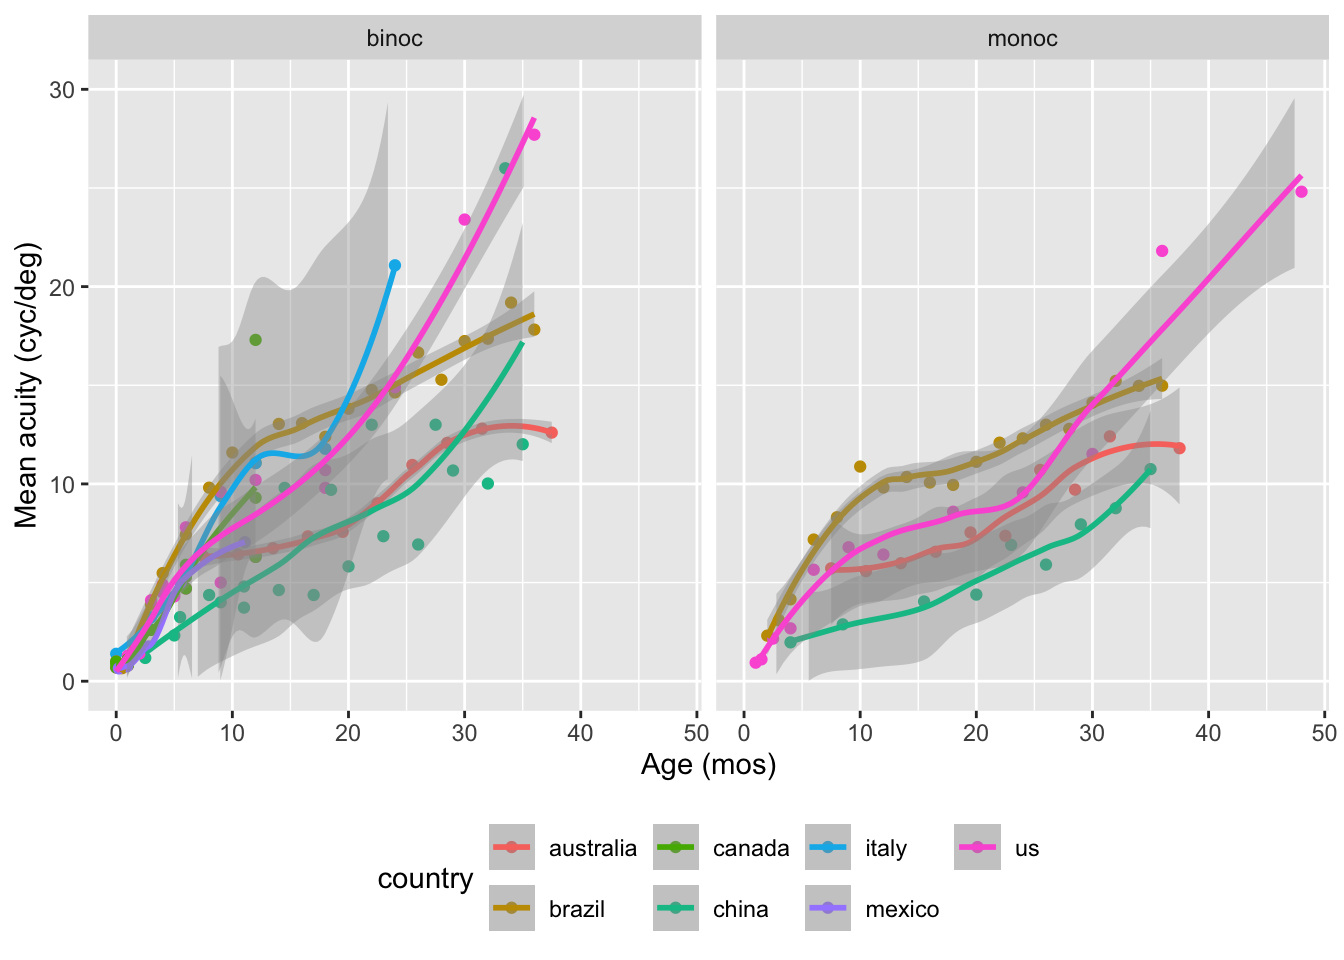 binoc monoc
30
20
10
0
Mean acuity (cyc/deg)
0 10 20 30 40 50 0 10 20 30 40 50
Age (mos)
country
australia canada italy us
brazil china mexico